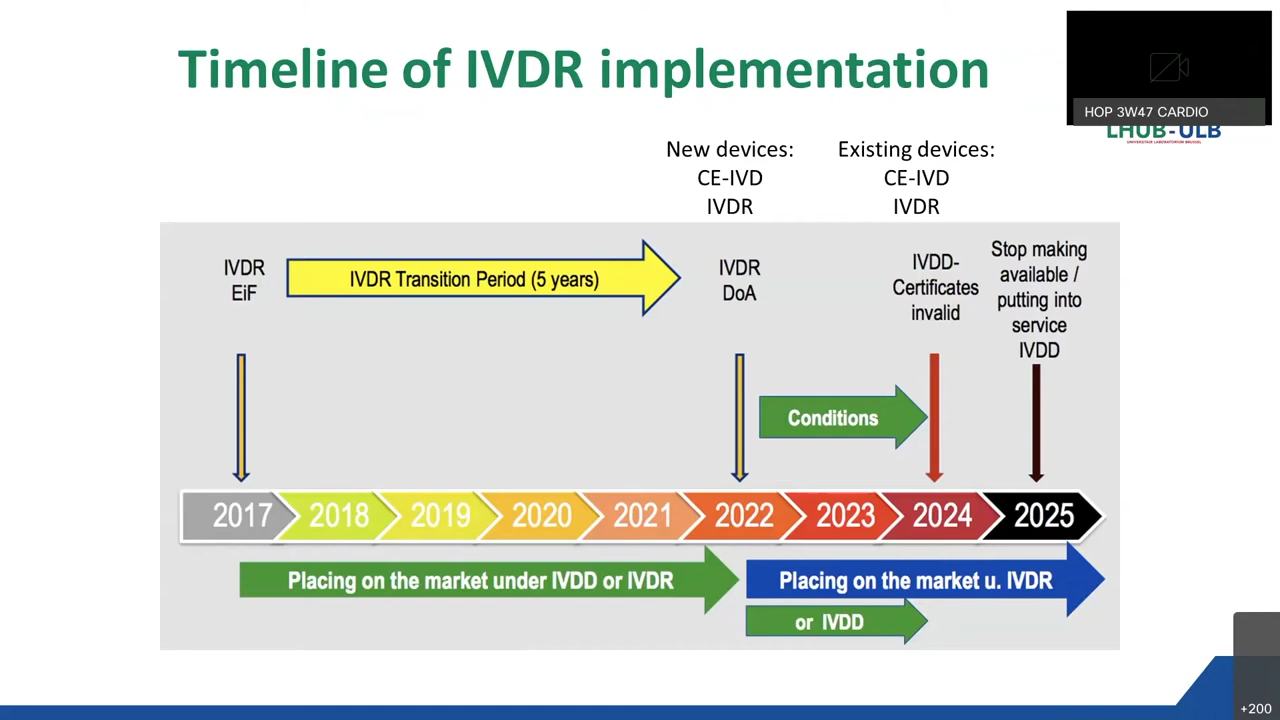 Timeline of IVDR implementation
HOP 3W47 CARDIO
LHUB-ULB
UNIVERSITAIR LABORATORIUM BRUSSEL
New devices:
CE-IVD
IVDR
Existing devices:
CE-IVD
IVDR
IVDR
EiF
IVDR Transition Period (5 years)
IVDR
DoA
IVDD-
Certificates
invalid
Stop making
available /
putting into
service
IVDD
Conditions
2017
2018
2019
2020
2021
2022
2023
2024
2025
Placing on the market under IVDD or IVDR
Placing on the market u. IVDR
or IVDD
+200